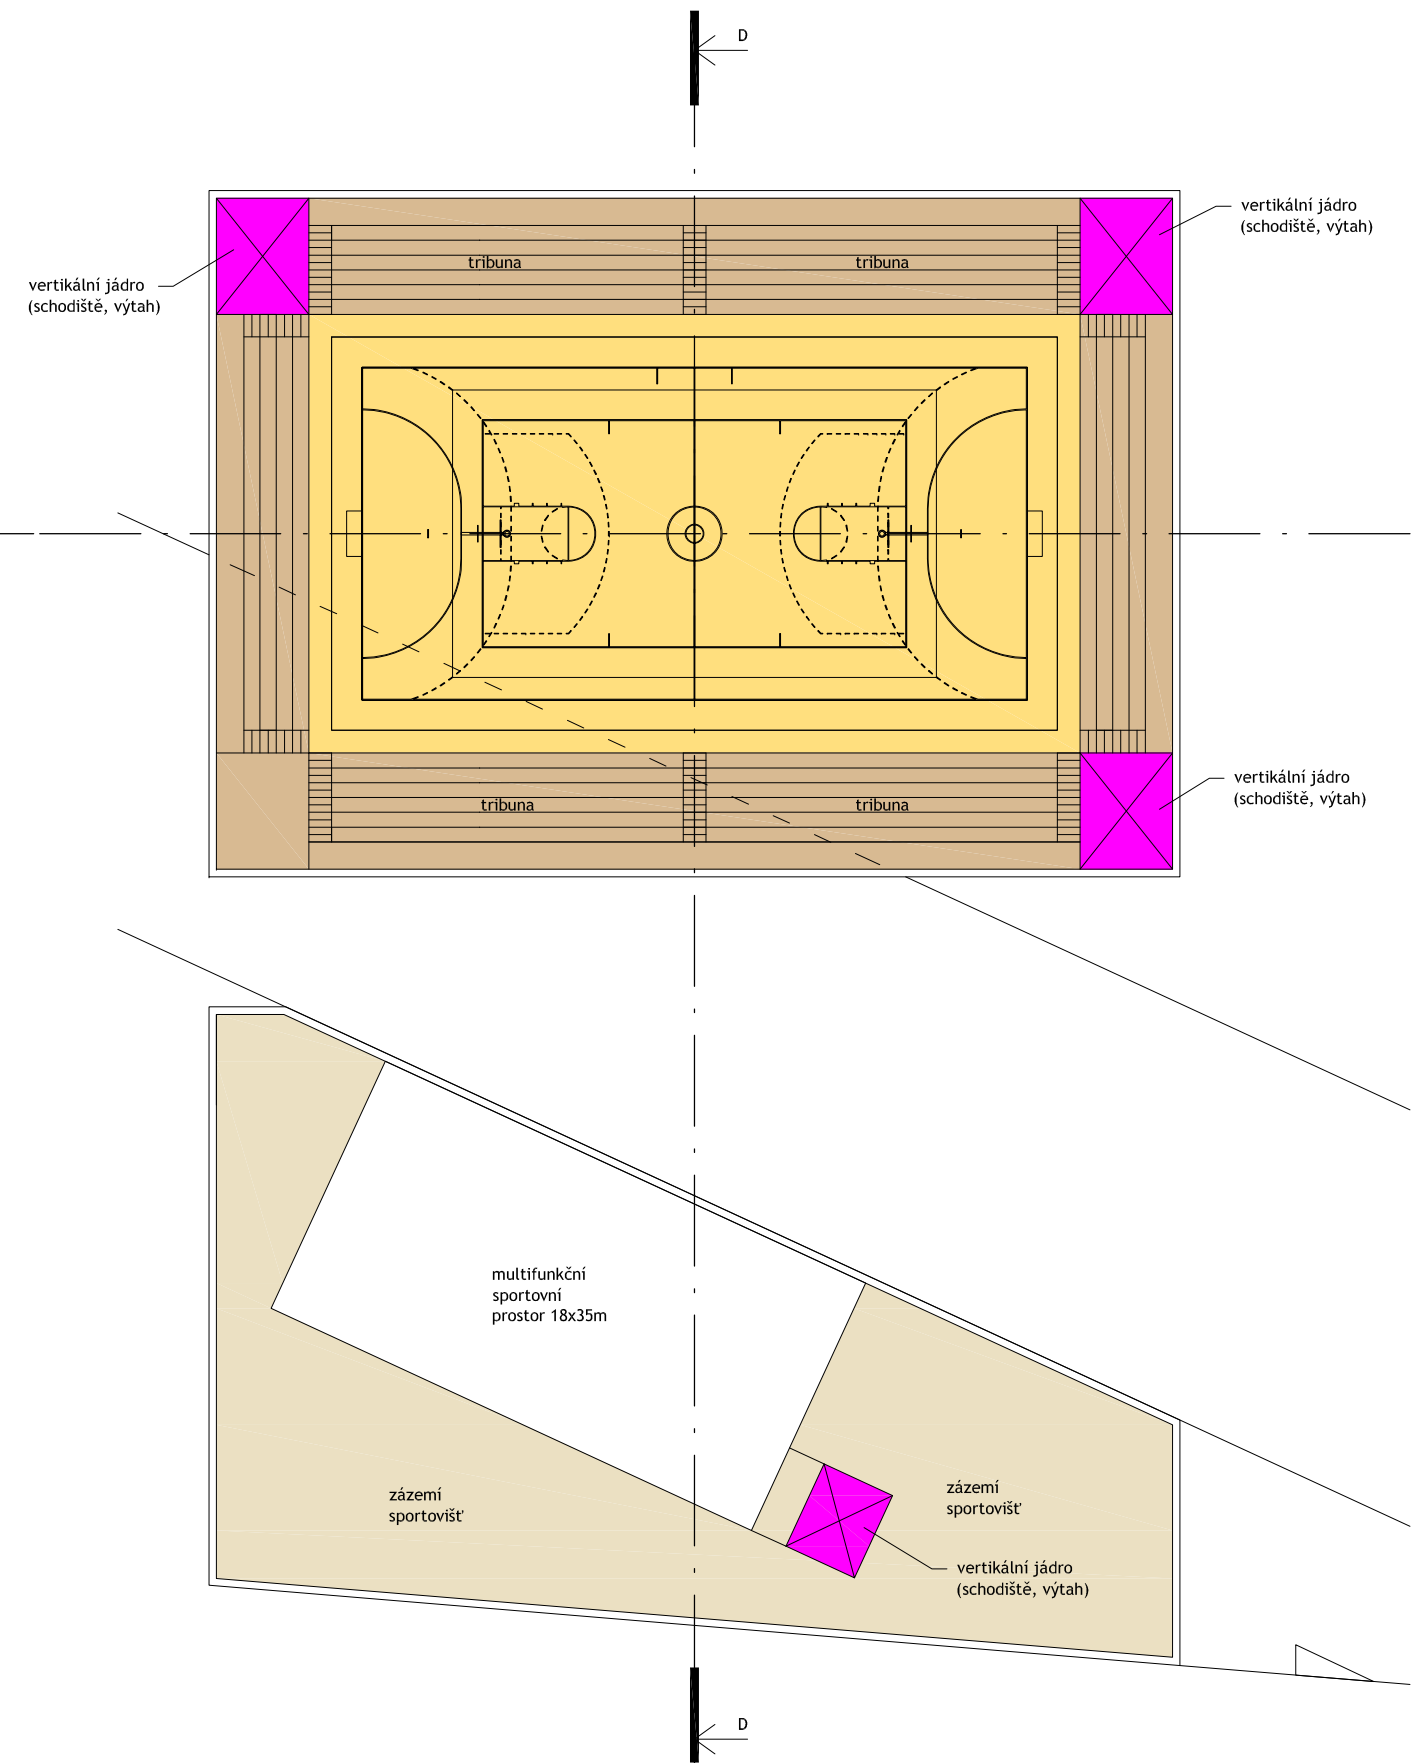 D
vertikální jádro
(schodiště, výtah)
tribuna
tribuna
vertikální jádro
(schodiště, výtah)
vertikální jádro
(schodiště, výtah)
tribuna
tribuna
multifunkční
sportovní
prostor 18x35m
zázemí
sportovišť
zázemí
sportovišť
vertikální jádro
(schodiště, výtah)
D